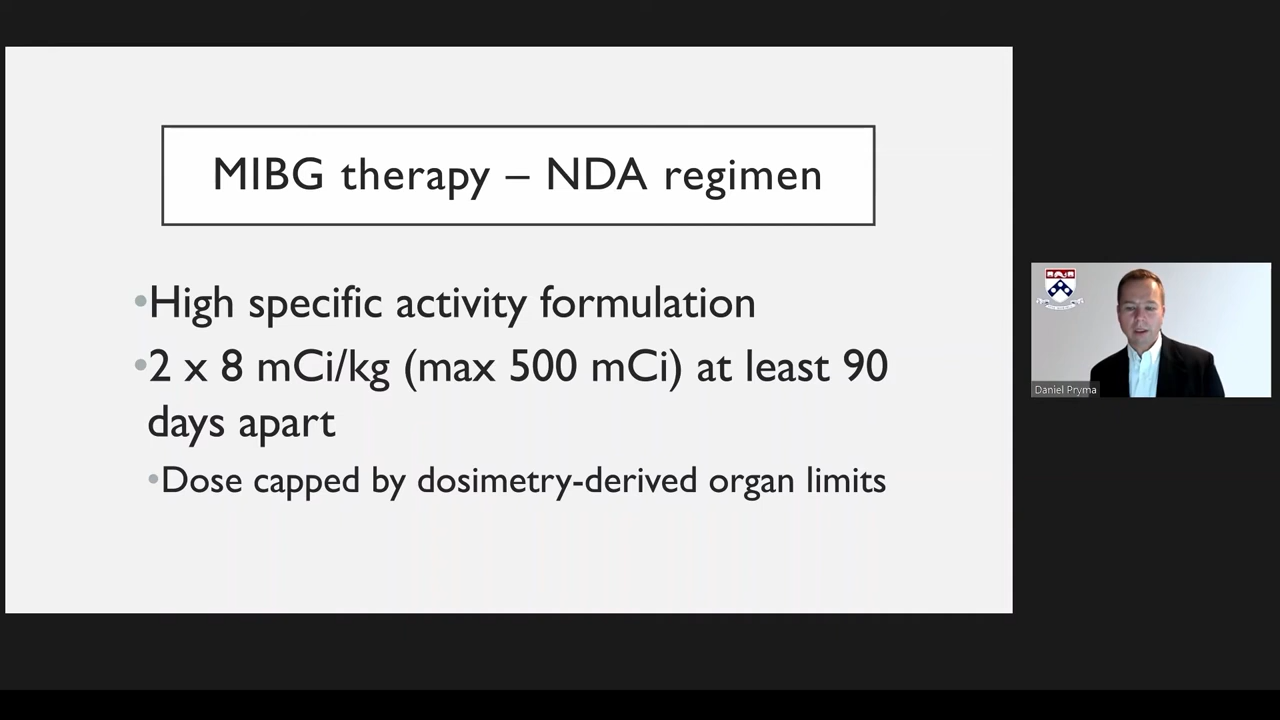 MIBG therapy – NDA regimen
•High specific activity formulation
•2 x 8 mCi/kg (max 500 mCi) at least 90
days apart
•Dose capped by dosimetry-derived organ limits
Daniel Pryma